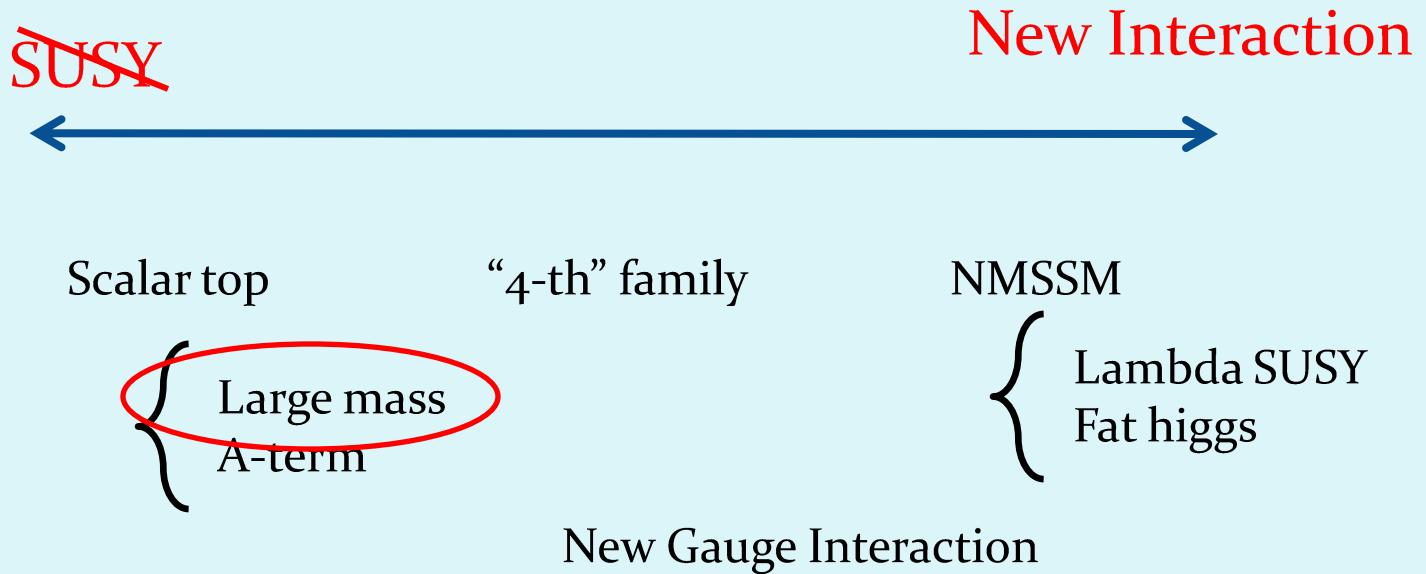 SUSY
New Interaction
Scalar top
“4-th” family
NMSSM
Large mass
A-term
Lambda SUSY
Fat higgs
New Gauge Interaction